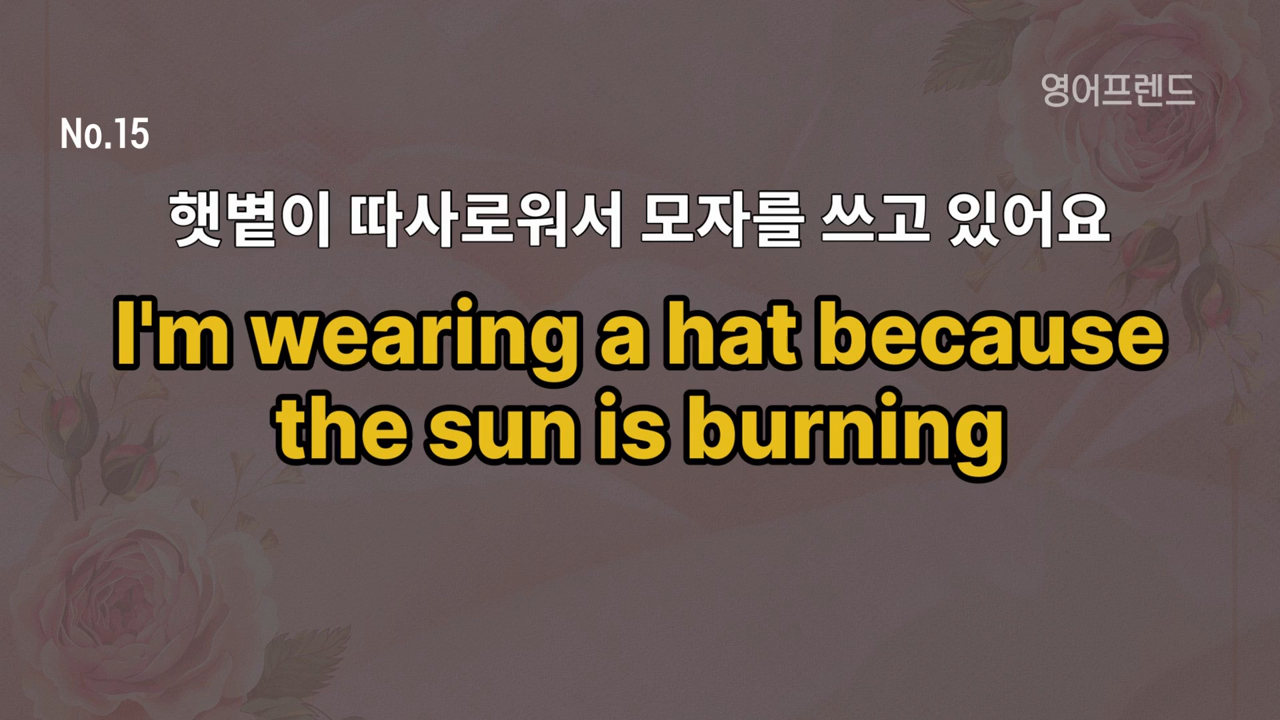 영어프렌드
No.15
햇볕이 따사로워서 모자를 쓰고 있어요
I'm wearing a hat because
the sun is burning